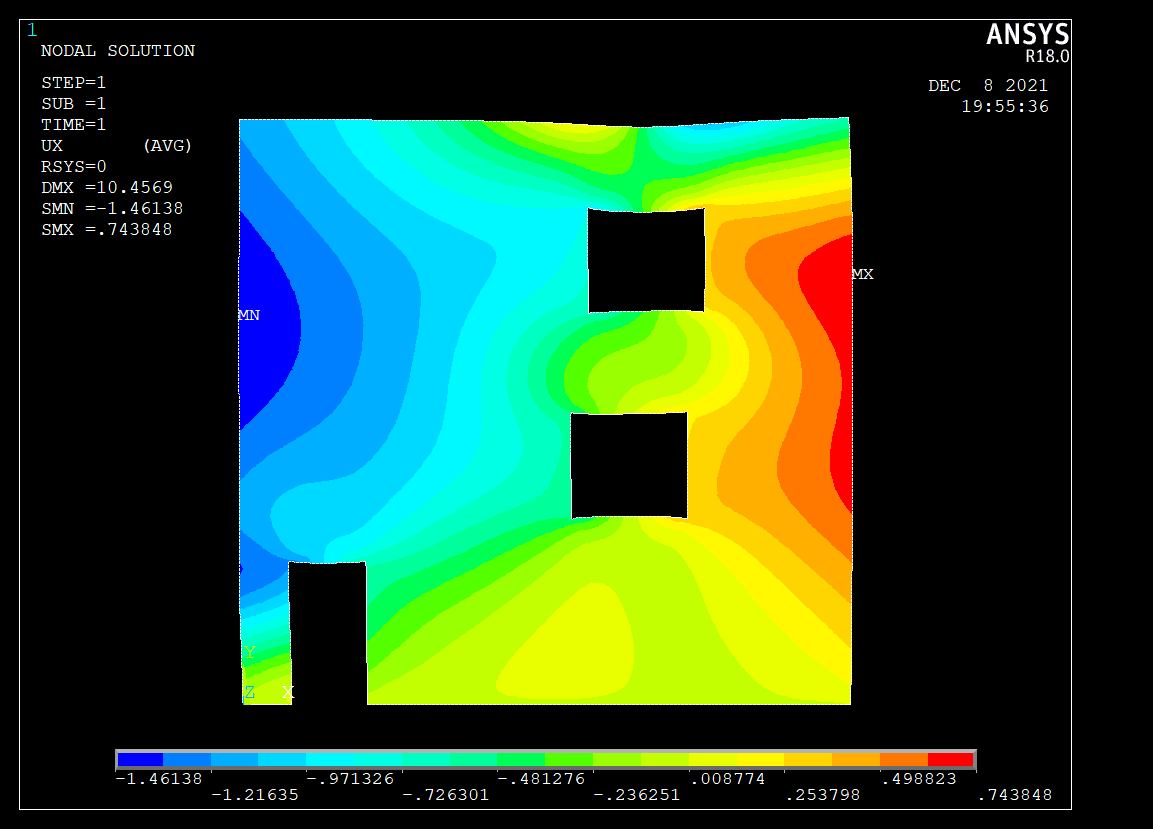 1
ANSYS
R18.0
NODAL SOLUTION
STEP=1
SUB =1
TIME=1
UX (AVG)
RSYS=0
DMX =10.4569
SMN =-1.46138
SMX =.743848
DEC 8 2021
19:55:36
MX
MN
Y
Z X
-1.46138 -.971326 -.481276 .008774 .498823
-1.21635 -.726301 -.236251 .253798 .743848